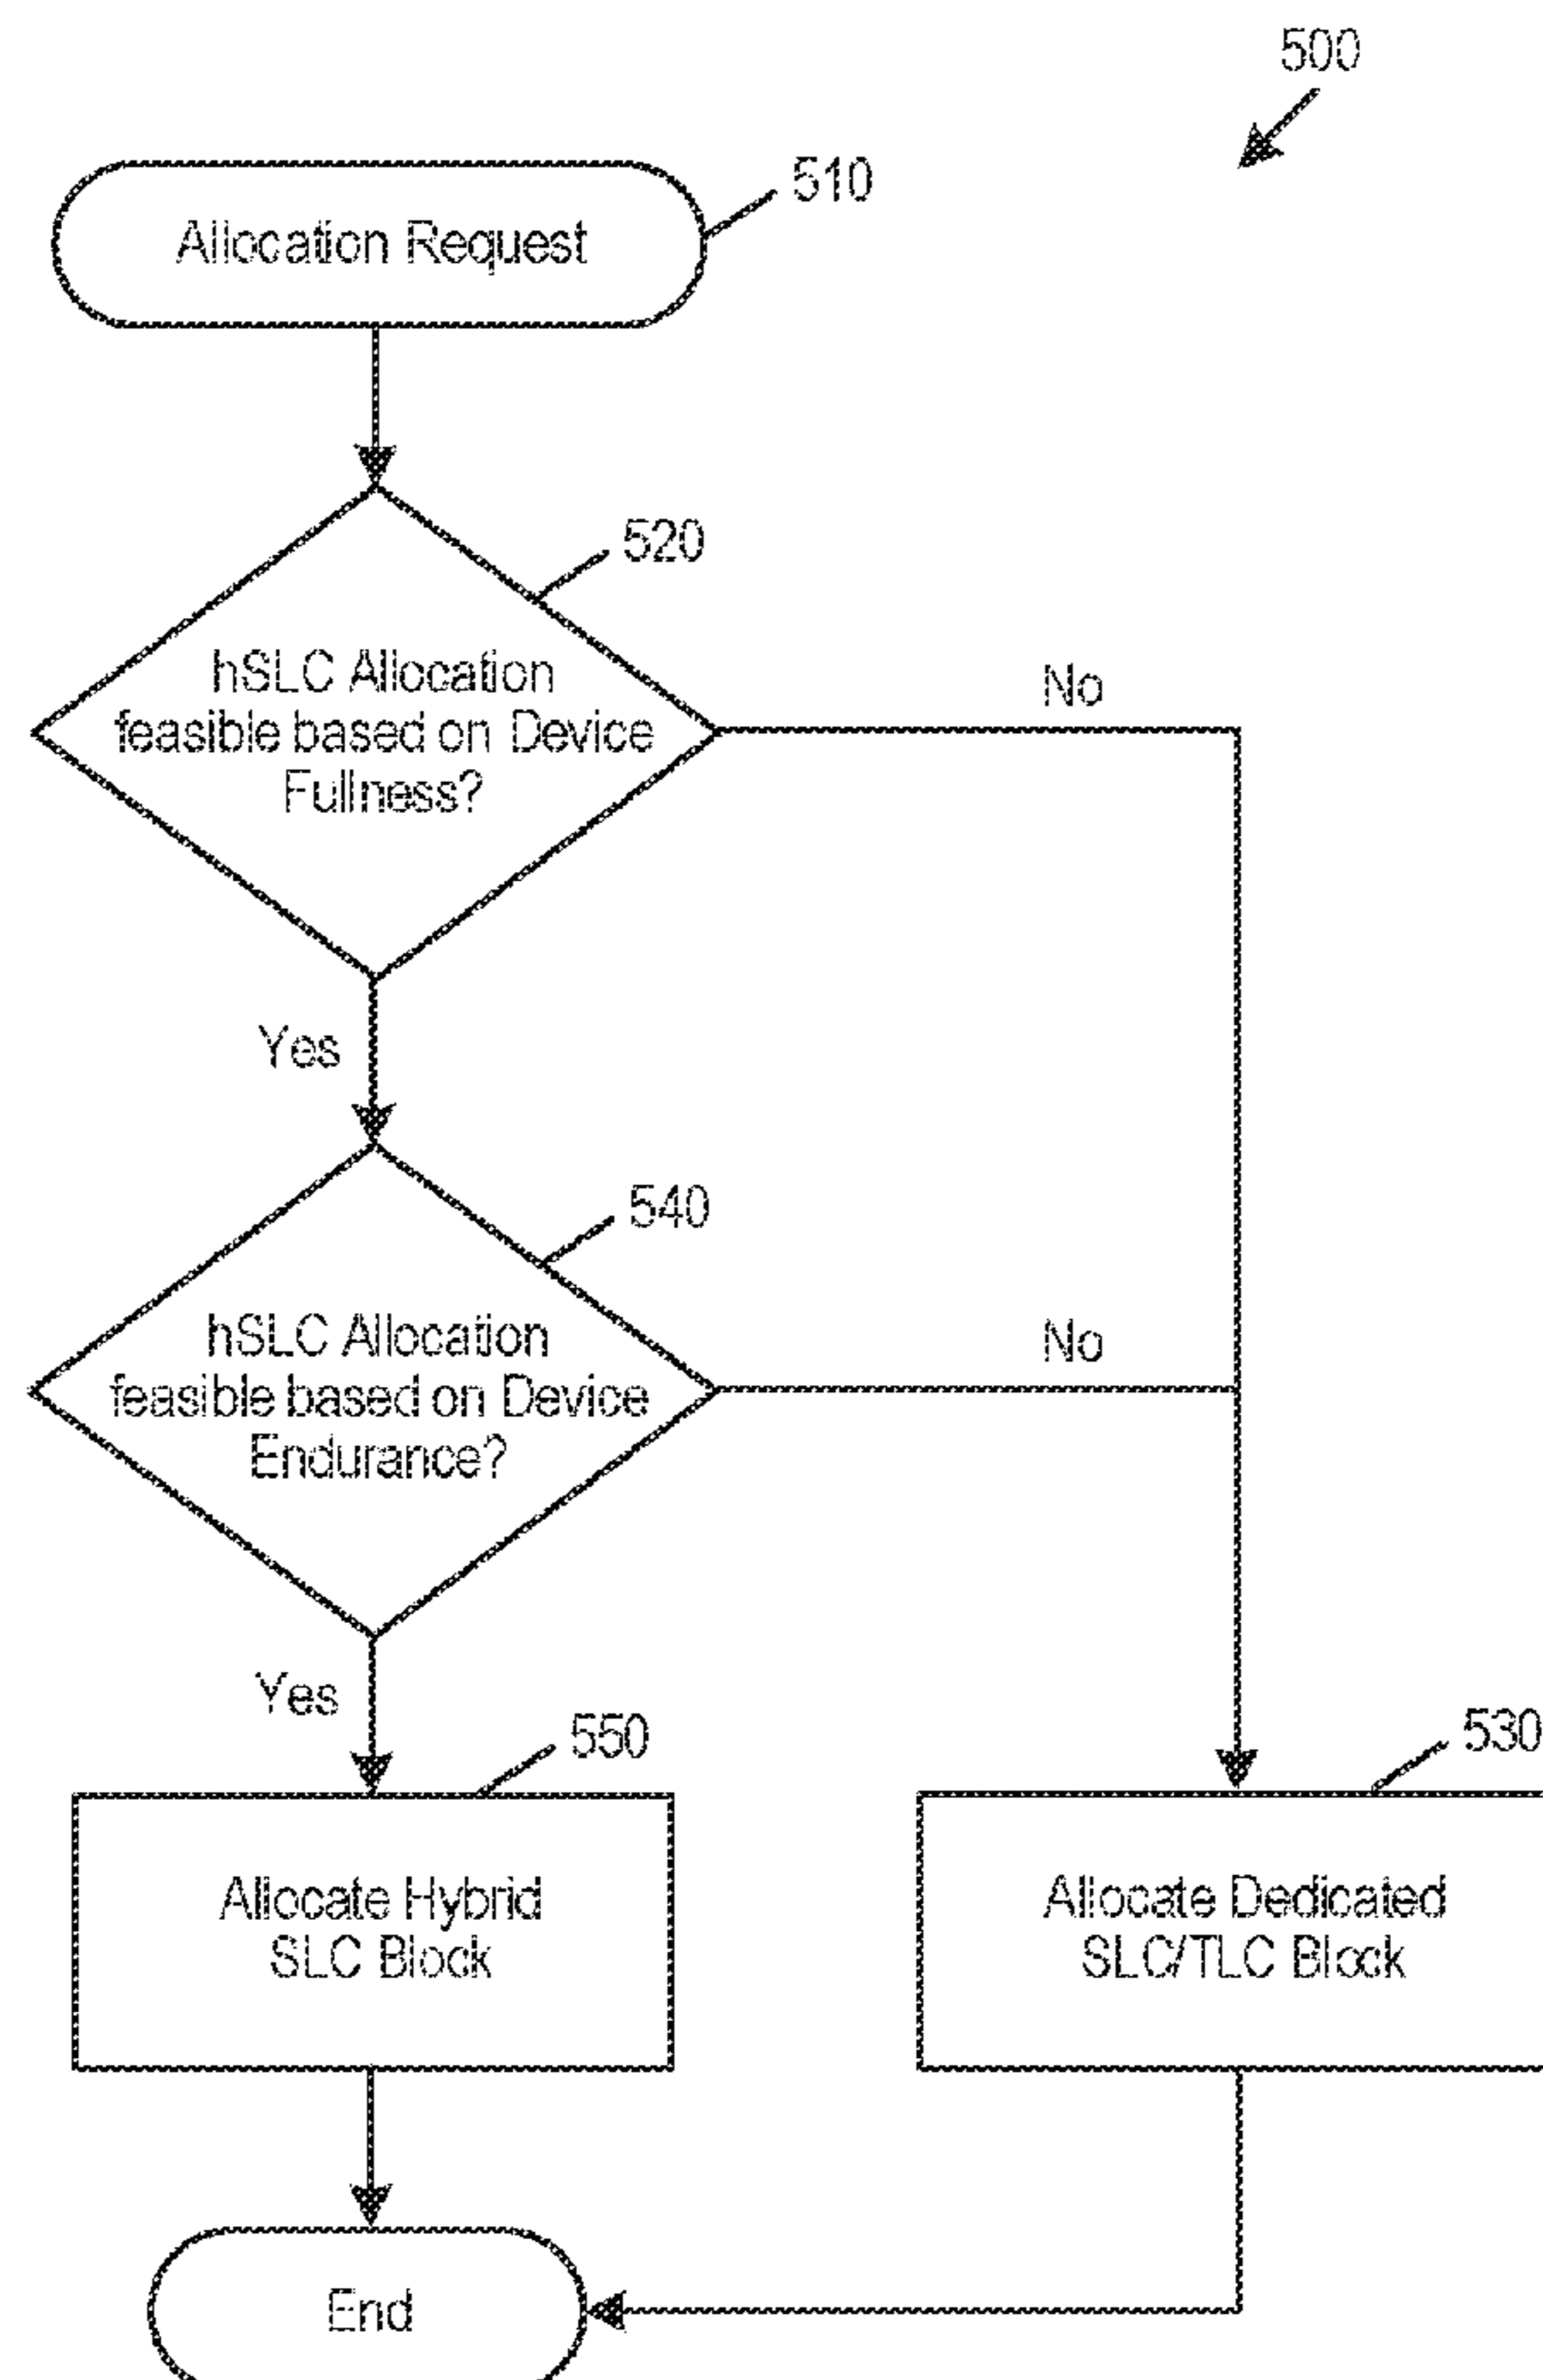 500
510
Allocation Request
520
hSLC Allocation
feasible based on Device
Fullness?
No
Yes
540
hSLC Allocation
feasible based on Device
Endurance?
No
Yes
550
530
Allocate Hybrid
SLC Block
Allocate Dedicated
SLC/TLC Block
End